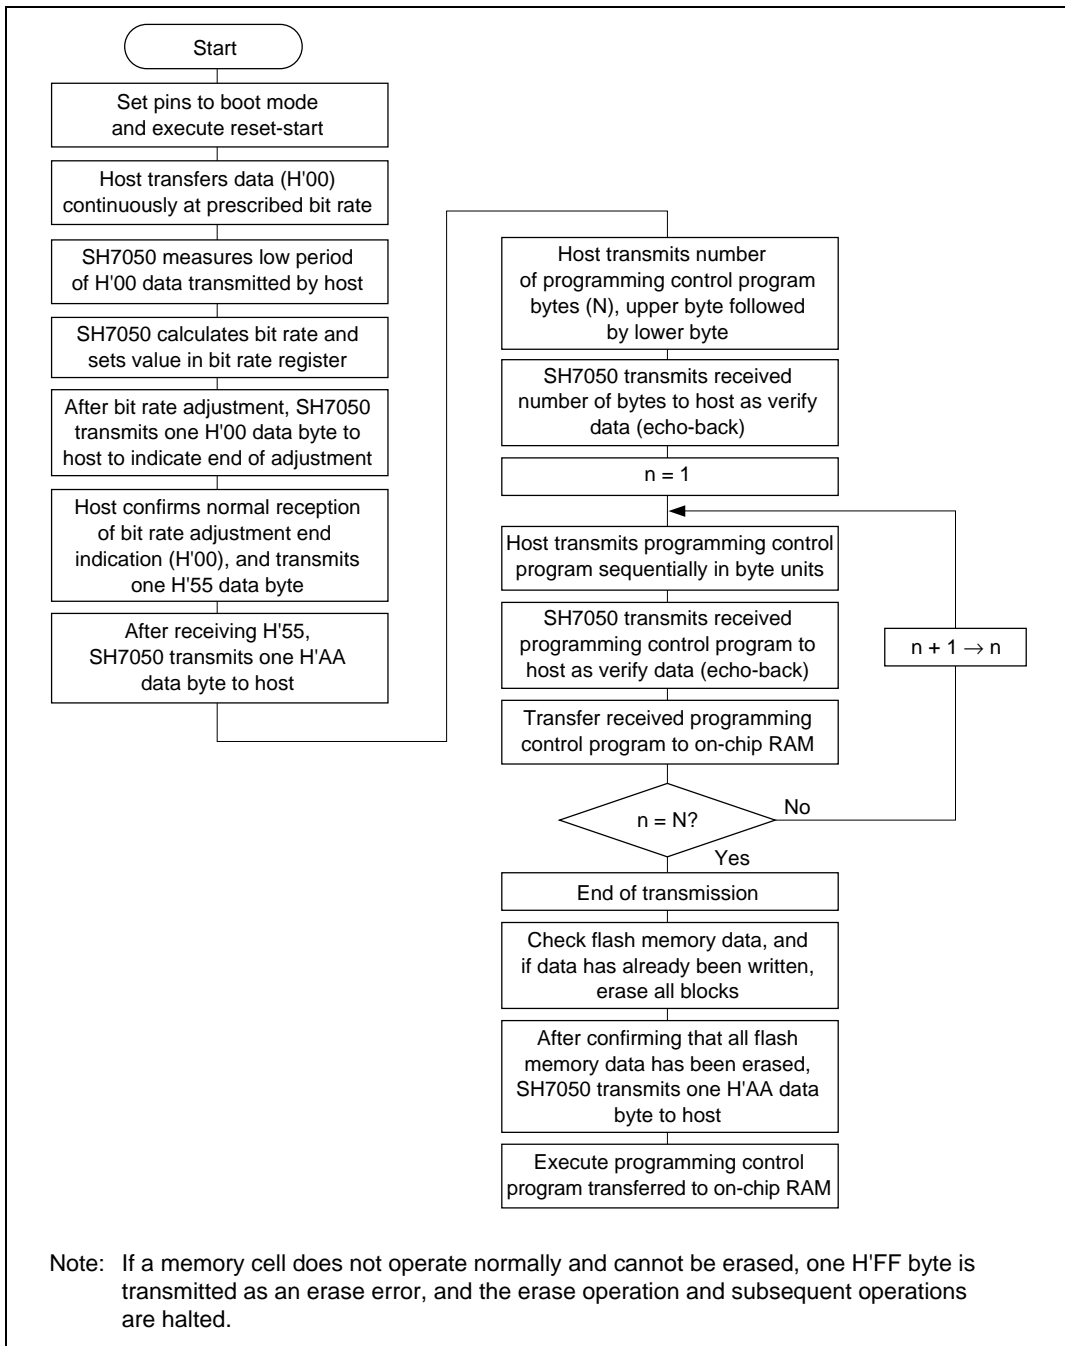 Start
Set pins to boot mode
and execute reset-start
Host transfers data (H'00)
continuously at prescribed bit rate
SH7050 measures low period
of H'00 data transmitted by host
SH7050 calculates bit rate and
sets value in bit rate register
After bit rate adjustment, SH7050
transmits one H'00 data byte to
host to indicate end of adjustment
Host confirms normal reception
of bit rate adjustment end
indication (H'00), and transmits
one H'55 data byte
After receiving H'55,
SH7050 transmits one H'AA
data byte to host
Host transmits number
of programming control program
bytes (N), upper byte followed
by lower byte
SH7050 transmits received
number of bytes to host as verify
data (echo-back)
n = 1
Host transmits programming control
program sequentially in byte units
SH7050 transmits received
programming control program to
host as verify data (echo-back)
n + 1 → n
Transfer received programming
control program to on-chip RAM
n = N?
No
Yes
End of transmission
Check flash memory data, and
if data has already been written,
erase all blocks
After confirming that all flash
memory data has been erased,
SH7050 transmits one H'AA data
byte to host
Execute programming control
program transferred to on-chip RAM
Note: If a memory cell does not operate normally and cannot be erased, one H'FF byte is
transmitted as an erase error, and the erase operation and subsequent operations
are halted.